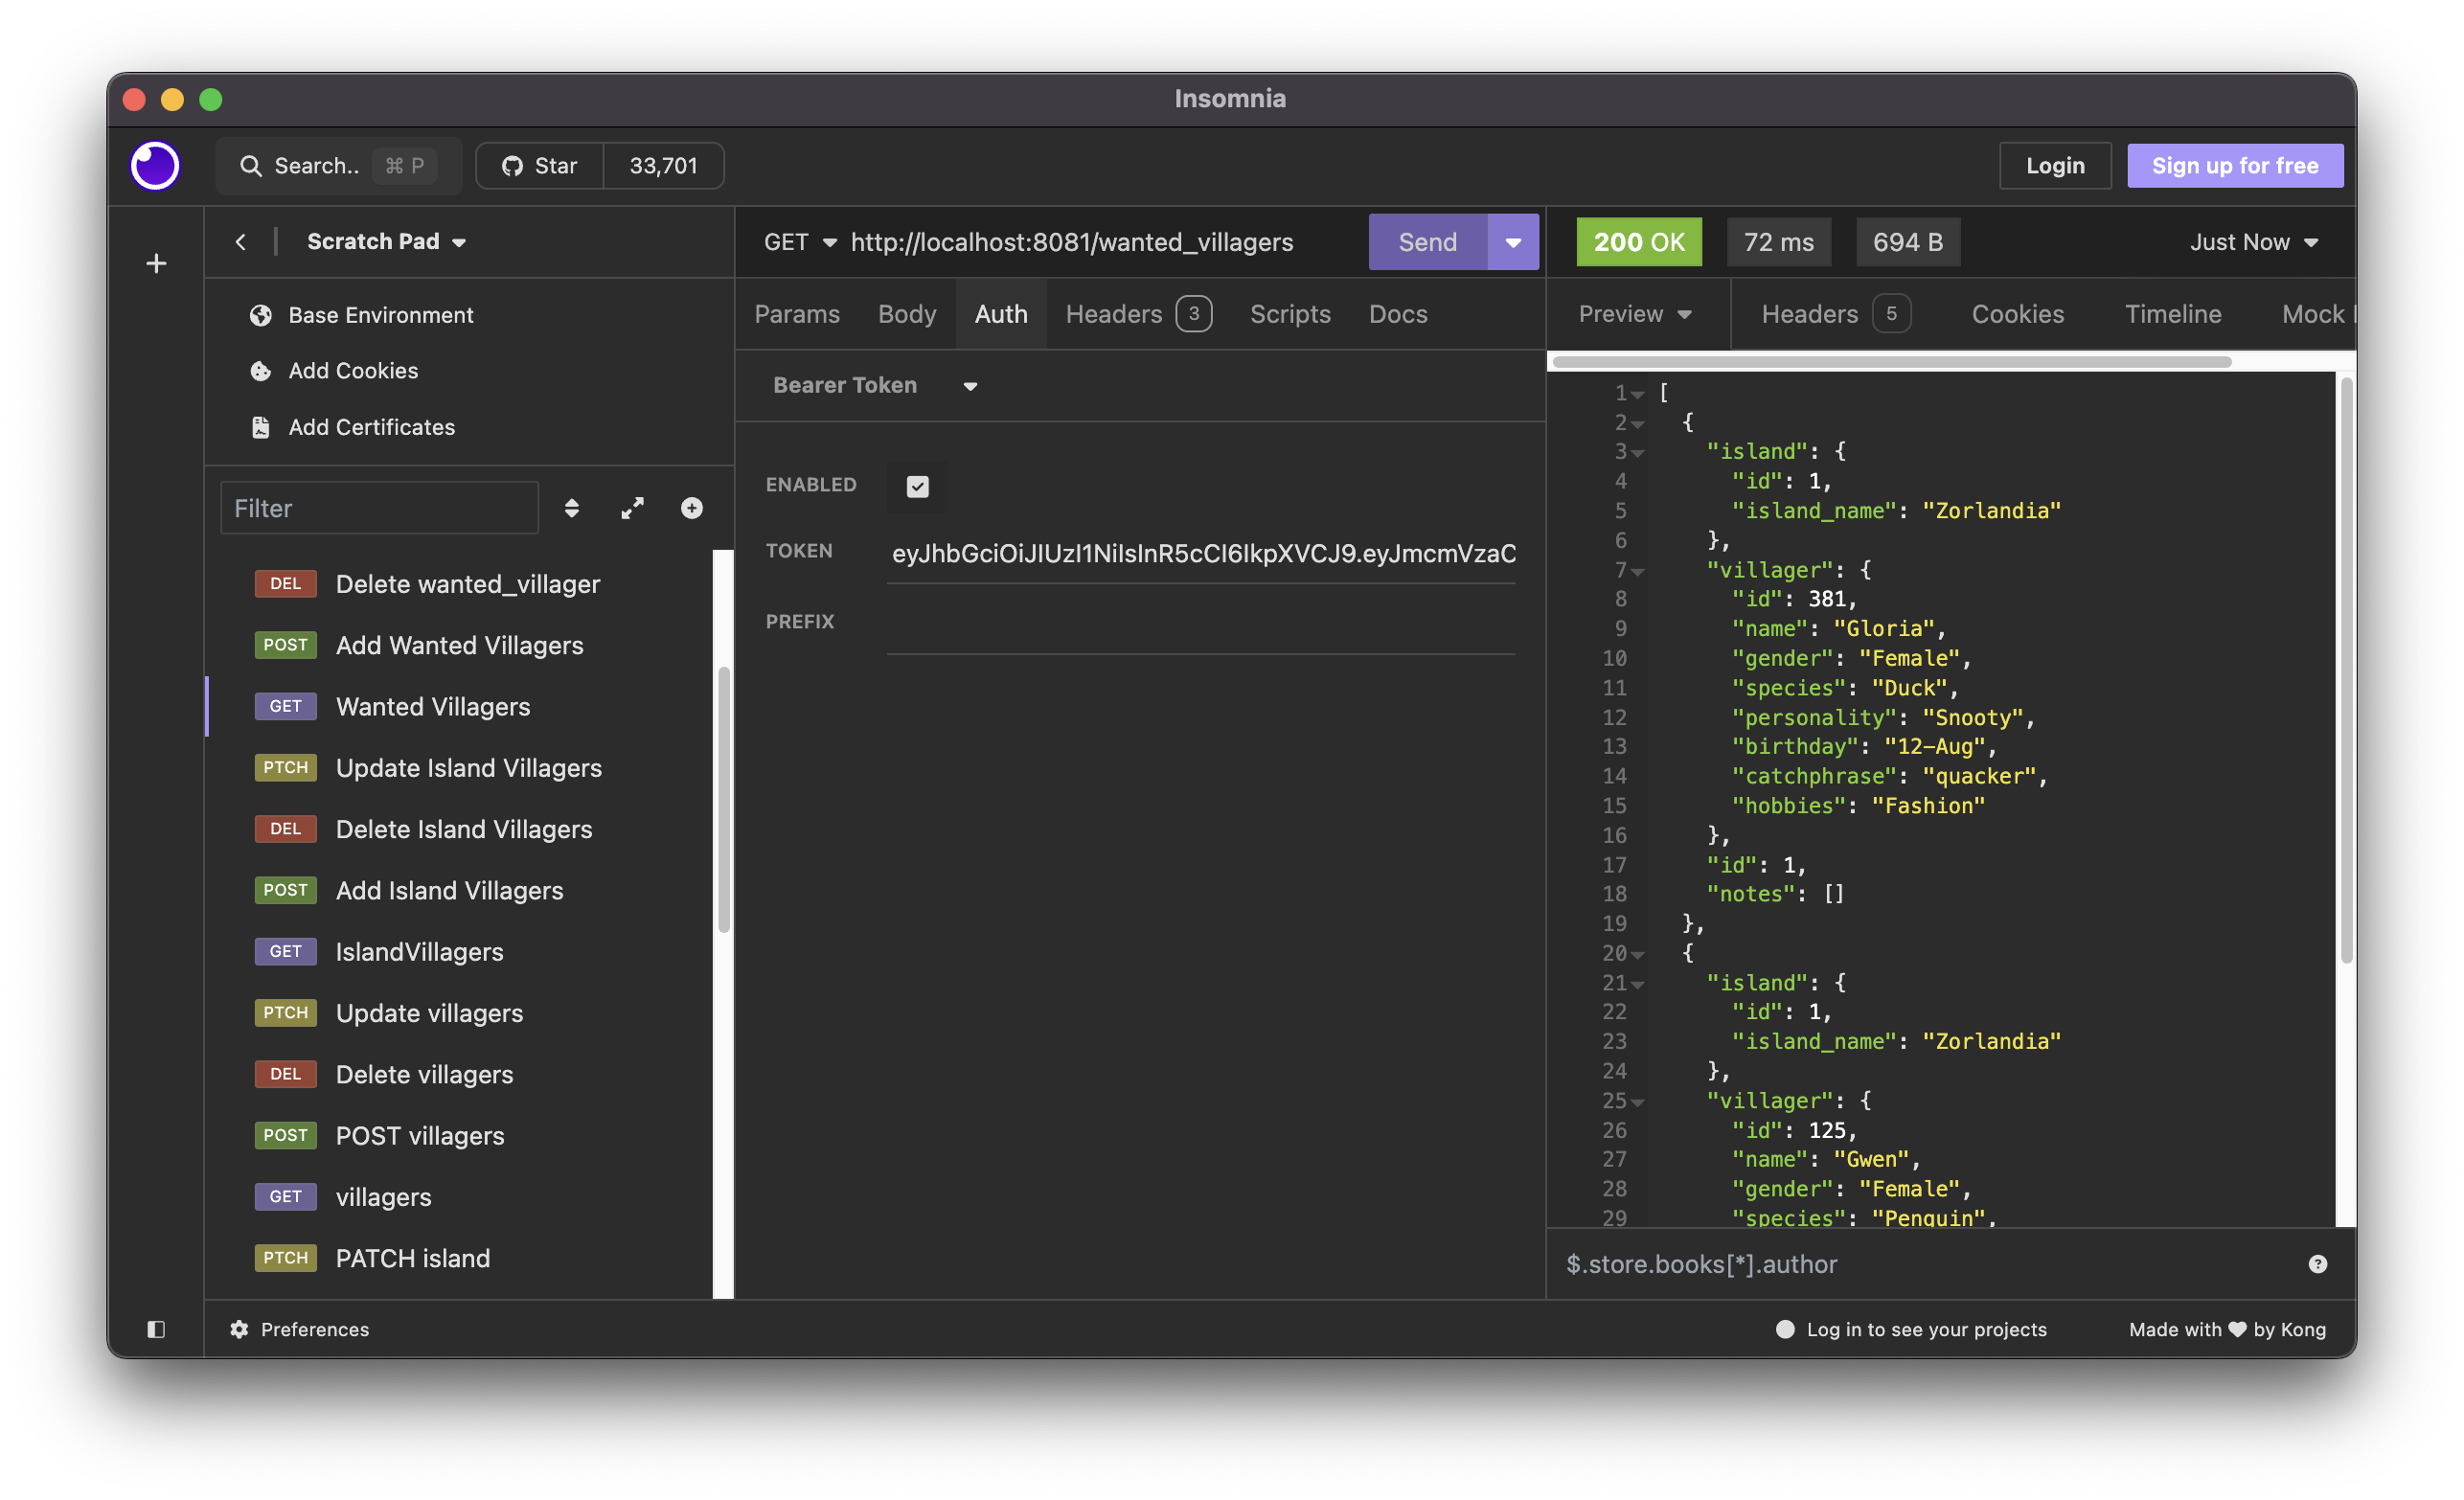 Insomnia
Search.. ⌘ P
Star 33,701
Login
Sign up for free
Scratch Pad
Base Environment
Add Cookies
Add Certificates
Filter
DEL Delete wanted_villager
POST Add Wanted Villagers
GET Wanted Villagers
PTCH Update Island Villagers
DEL Delete Island Villagers
POST Add Island Villagers
GET IslandVillagers
PTCH Update villagers
DEL Delete villagers
POST POST villagers
GET villagers
PTCH PATCH island
Preferences
GET http://localhost:8081/wanted_villagers Send
Params Body Auth Headers 3 Scripts Docs
Bearer Token
ENABLED
TOKEN eyJhbGciOiJIUzI1NiIsInR5cCI6IkpXVCJ9.eyJmcmVzaC
PREFIX
200 OK 72 ms 694 B Just Now
Preview Headers 5 Cookies Timeline Mock
1 [
2 {
3 "island": {
4 "id": 1,
5 "island_name": "Zorlandia"
6 },
7 "villager": {
8 "id": 381,
9 "name": "Gloria",
10 "gender": "Female",
11 "species": "Duck",
12 "personality": "Snooty",
13 "birthday": "12-Aug",
14 "catchphrase": "quacker",
15 "hobbies": "Fashion"
16 },
17 "id": 1,
18 "notes": []
19 },
20 {
21 "island": {
22 "id": 1,
23 "island_name": "Zorlandia"
24 },
25 "villager": {
26 "id": 125,
27 "name": "Gwen",
28 "gender": "Female",
29 "species": "Penguin",
$.store.books[*].author
Log in to see your projects
Made with ♥ by Kong